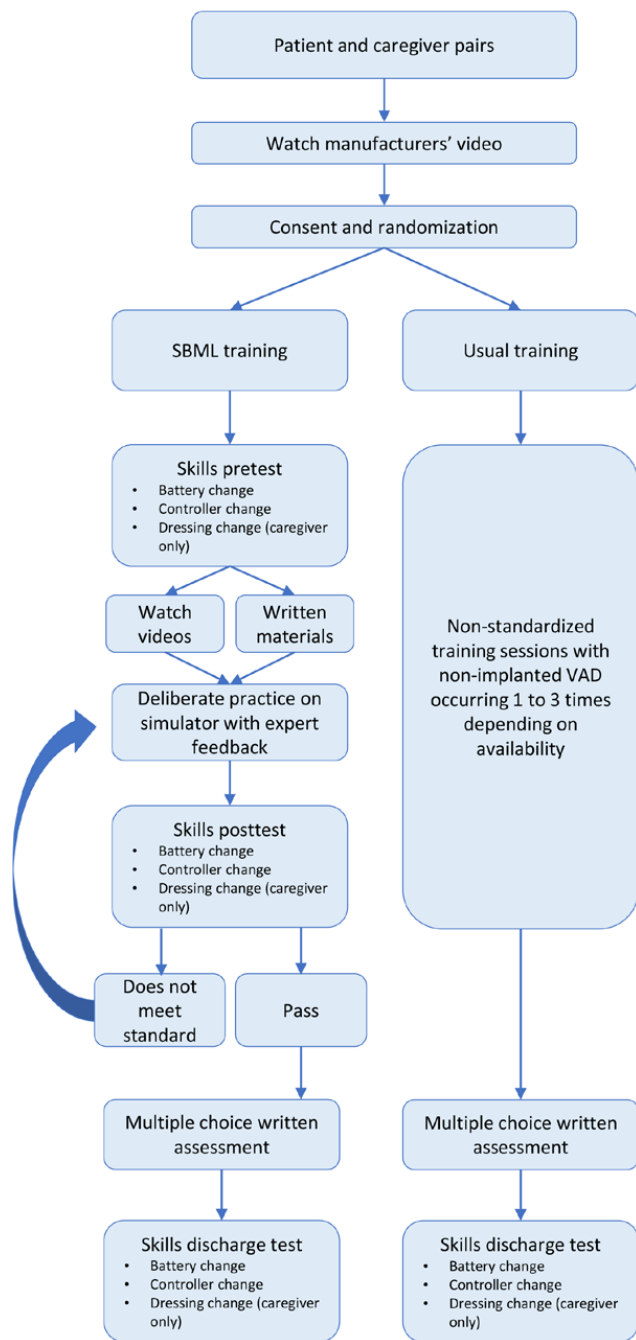 Patient and caregiver pairs
Watch manufacturers' video
Consent and randomization
SBML training
Usual training
Skills pretest
• Battery change
• Controller change
• Dressing change (caregiver
only)
Watch
videos
Written
materials
Deliberate practice on
simulator with expert
feedback
Skills posttest
• Battery change
• Controller change
• Dressing change (caregiver
only)
Does not
meet
standard
Pass
Non-standardized
training sessions with
non-implanted VAD
occurring 1 to 3 times
depending on
availability
Multiple choice written
assessment
Multiple choice written
assessment
Skills discharge test
• Battery change
• Controller change
• Dressing change (caregiver
only)
Skills discharge test
• Battery change
• Controller change
• Dressing change (caregiver
only)